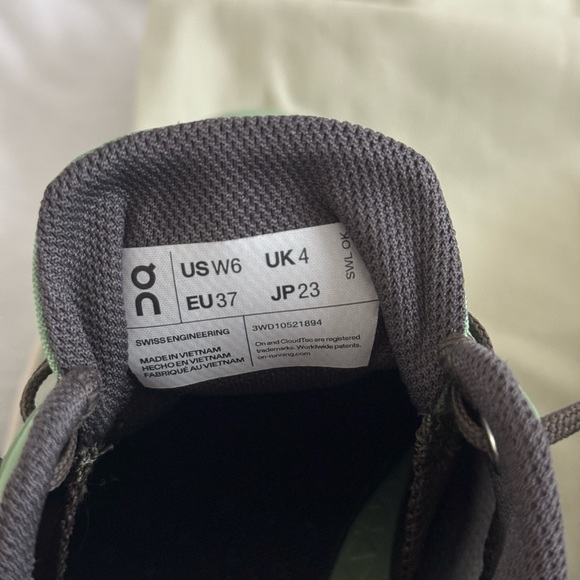 ON
US W6 UK 4
EU 37 JP 23
SWL OK
SWISS ENGINEERING
3WD10521894
MADE IN VIETNAM
HECHO EN VIETNAM
FABRIQUÉ AU VIETNAM
On and CloudTec are registered
trademarks. Worldwide patents.
on-running.com